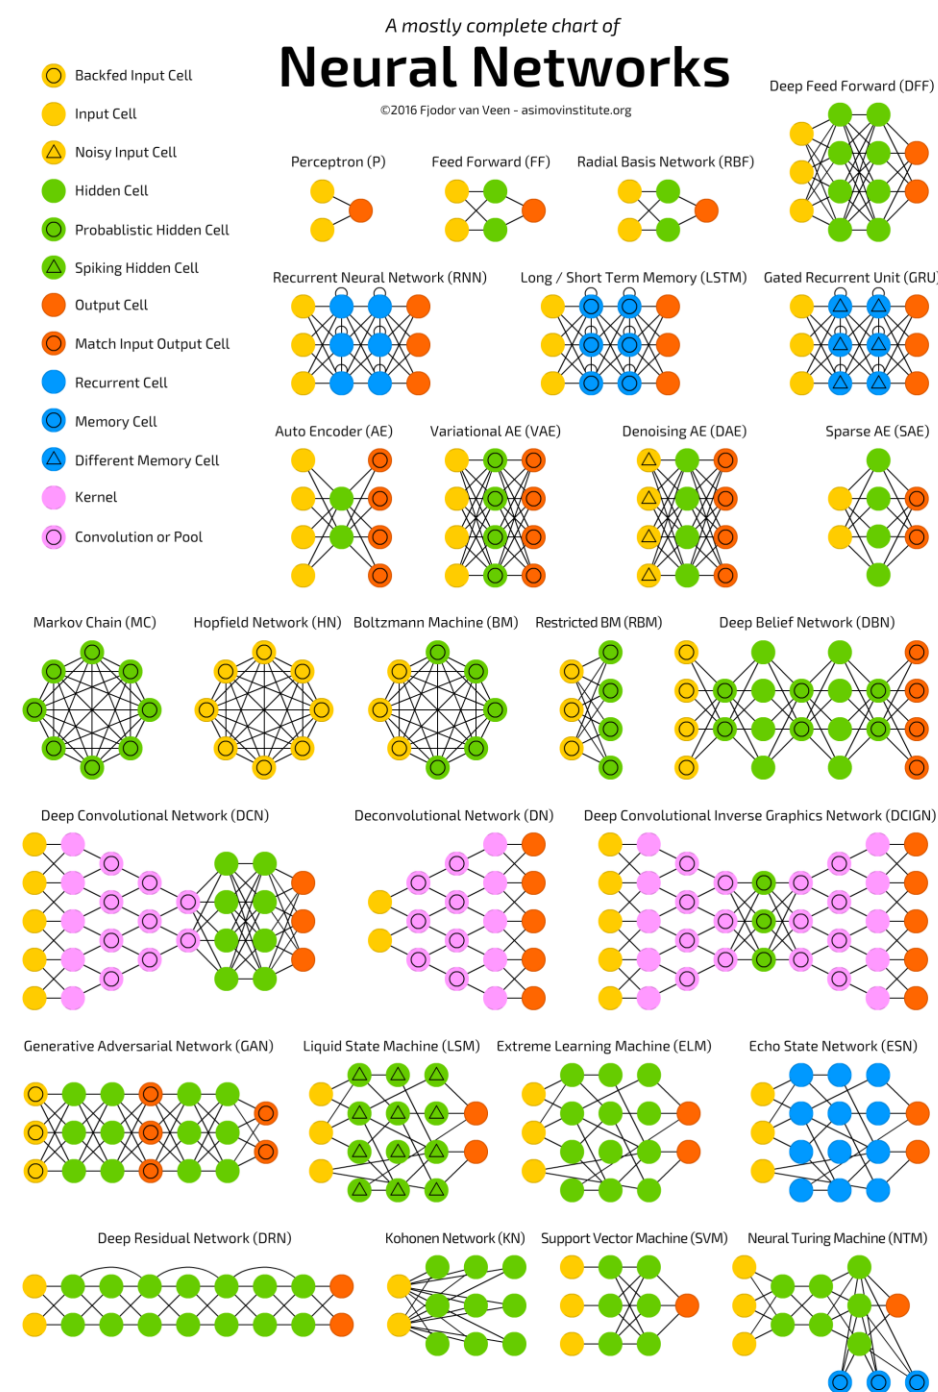 A mostly complete chart of
Neural Networks
©2016 Fjodor van Veen - asimovinstitute.org
Backfed Input Cell
Input Cell
Noisy Input Cell
Hidden Cell
Probablistic Hidden Cell
Spiking Hidden Cell
Output Cell
Match Input Output Cell
Recurrent Cell
Memory Cell
Different Memory Cell
Kernel
Convolution or Pool
Deep Feed Forward (DFF)
Perceptron (P)
Feed Forward (FF)
Radial Basis Network (RBF)
Recurrent Neural Network (RNN)
Long / Short Term Memory (LSTM)
Gated Recurrent Unit (GRU)
Auto Encoder (AE)
Variational AE (VAE)
Denoising AE (DAE)
Sparse AE (SAE)
Markov Chain (MC)
Hopfield Network (HN)
Boltzmann Machine (BM)
Restricted BM (RBM)
Deep Belief Network (DBN)
Deep Convolutional Network (DCN)
Deconvolutional Network (DN)
Deep Convolutional Inverse Graphics Network (DCIGN)
Generative Adversarial Network (GAN)
Liquid State Machine (LSM)
Extreme Learning Machine (ELM)
Echo State Network (ESN)
Deep Residual Network (DRN)
Kohonen Network (KN)
Support Vector Machine (SVM)
Neural Turing Machine (NTM)